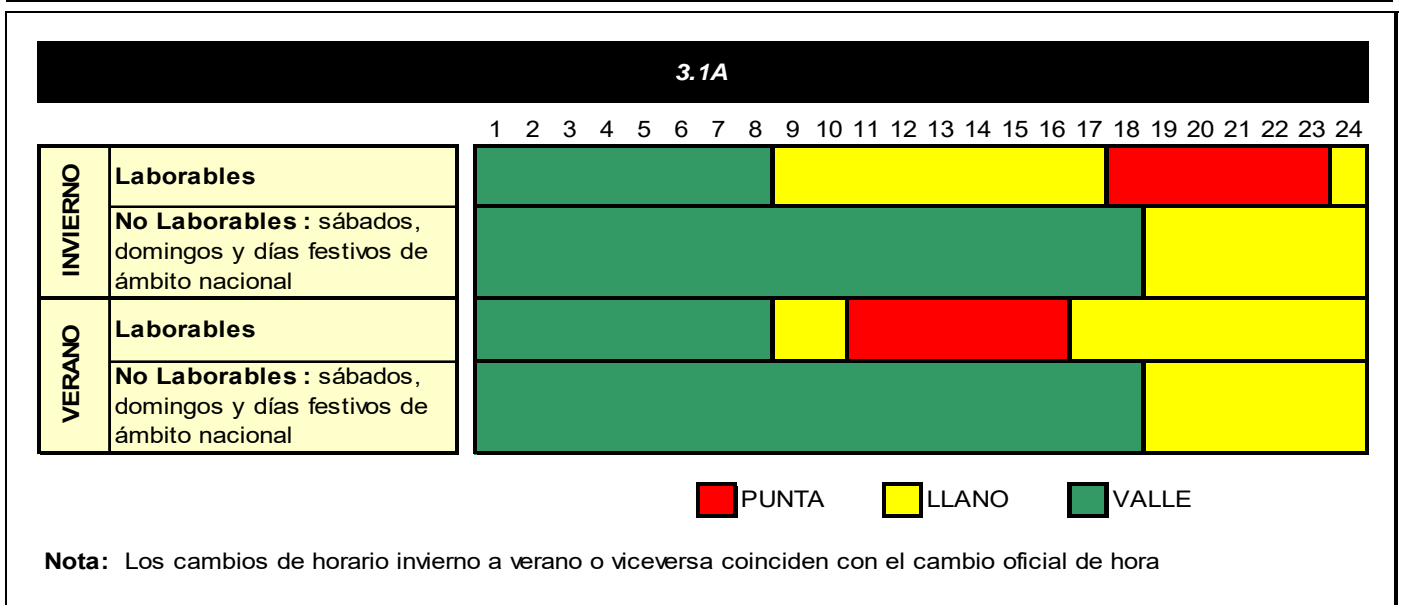 3.1A
1 2 3 4 5 6 7 8 9 10 11 12 13 14 15 16 17 18 19 20 21 22 23 24
INVIERNO
Laborables
No Laborables : sábados,
domingos y días festivos de
ámbito nacional
VERANO
Laborables
No Laborables : sábados,
domingos y días festivos de
ámbito nacional
PUNTA LLANO VALLE
Nota: Los cambios de horario invierno a verano o viceversa coinciden con el cambio oficial de hora